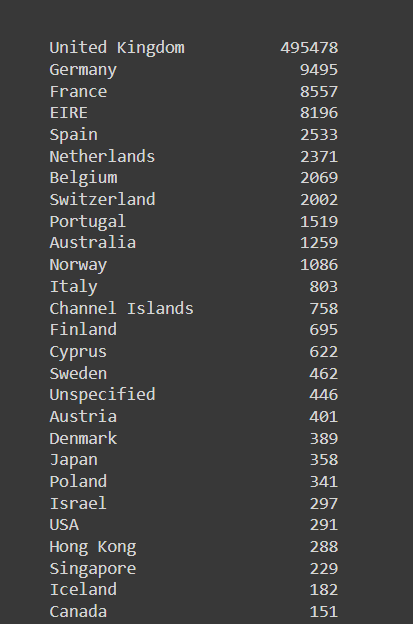 United Kingdom 495478
Germany 9495
France 8557
EIRE 8196
Spain 2533
Netherlands 2371
Belgium 2069
Switzerland 2002
Portugal 1519
Australia 1259
Norway 1086
Italy 803
Channel Islands 758
Finland 695
Cyprus 622
Sweden 462
Unspecified 446
Austria 401
Denmark 389
Japan 358
Poland 341
Israel 297
USA 291
Hong Kong 288
Singapore 229
Iceland 182
Canada 151